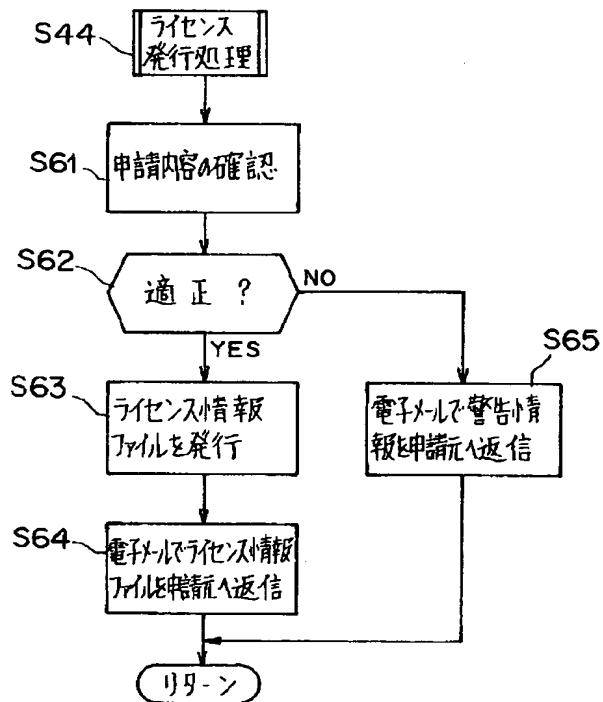 S44
ライセンス
発行処理
S61
申請内容の確認
S62
適正?
NO
YES
S63
ライセンス情報
ファイルを発行
S65
電子メールで警告情
報を申請元へ返信
S64
電子メールでライセンス情報
ファイルを申請元へ返信
リターン